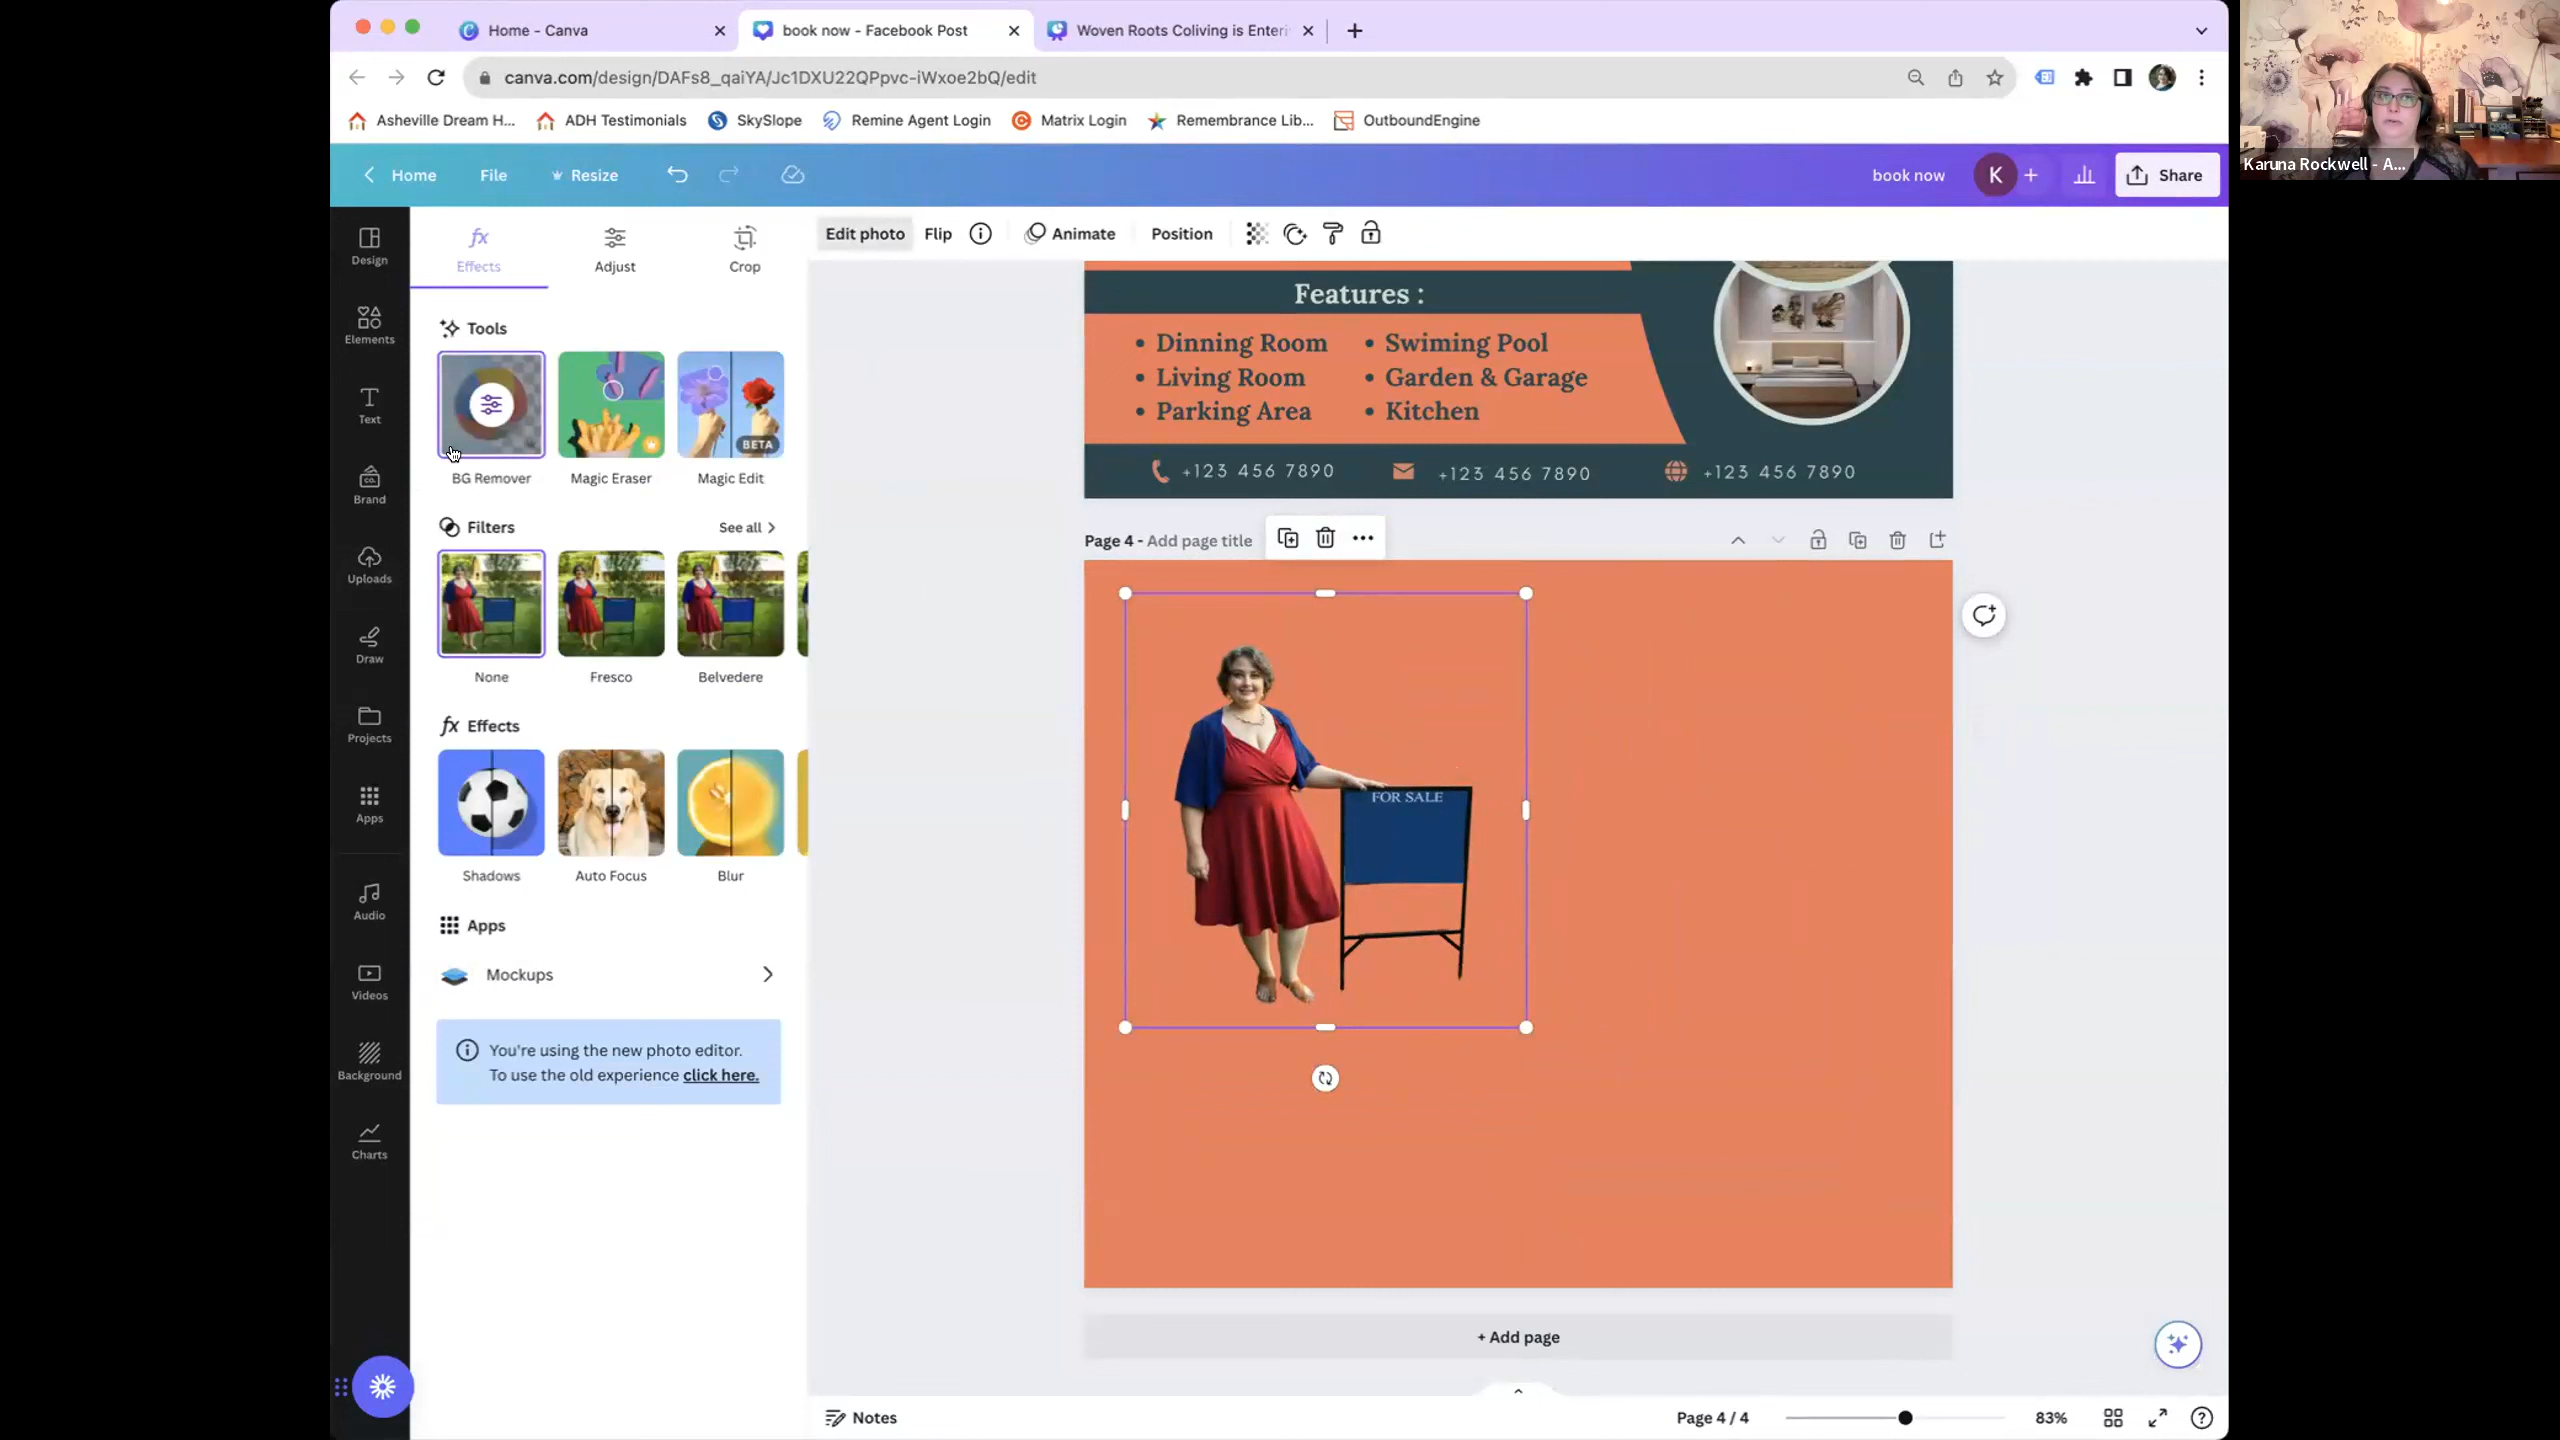 Home - Canva
book now - Facebook Post
Woven Roots Coliving is Enteri
canva.com/design/DAFs8_qaiYA/Jc1DXU22QPpvc-iWxoe2bQ/edit
Asheville Dream H...
ADH Testimonials
SkySlope
Remine Agent Login
Matrix Login
Remembrance Lib...
OutboundEngine
Karuna Rockwell - A...
Home
File
Resize
book now
K
Share
Design
Elements
Text
Brand
Uploads
Draw
Projects
Apps
Audio
Videos
Background
Charts
Effects
Adjust
Crop
Tools
BG Remover
Magic Eraser
BETA
Magic Edit
Filters
See all
None
Fresco
Belvedere
fx Effects
Shadows
Auto Focus
Blur
Apps
Mockups
You're using the new photo editor.
To use the old experience click here.
Edit photo
Flip
Animate
Position
Features :
• Dinning Room
• Living Room
• Parking Area
• Swiming Pool
• Garden & Garage
• Kitchen
+123 456 7890
+123 456 7890
+123 456 7890
Page 4 - Add page title
FOR SALE
+ Add page
Notes
Page 4 / 4
83%